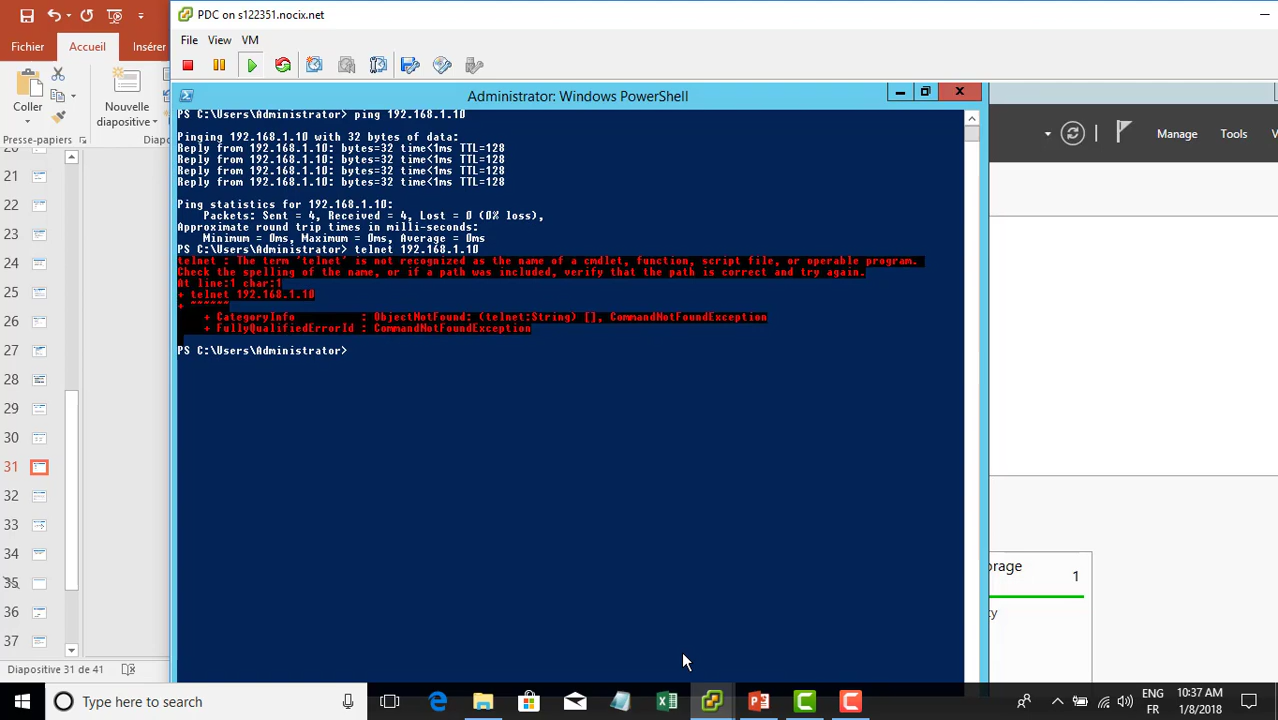 PDC on s122351.nocix.net
File View VM
Fichier Accueil Insérer
Coller
Nouvelle
diapositive
Presse-papiers Diapo
Administrator: Windows PowerShell
PS C:\Users\Administrator> ping 192.168.1.10
Pinging 192.168.1.10 with 32 bytes of data:
Reply from 192.168.1.10: bytes=32 time<1ms TTL=128
Reply from 192.168.1.10: bytes=32 time<1ms TTL=128
Reply from 192.168.1.10: bytes=32 time<1ms TTL=128
Reply from 192.168.1.10: bytes=32 time<1ms TTL=128
Ping statistics for 192.168.1.10:
Packets: Sent = 4, Received = 4, Lost = 0 (0% loss),
Approximate round trip times in milli-seconds:
Minimum = 0ms, Maximum = 0ms, Average = 0ms
PS C:\Users\Administrator> telnet 192.168.1.10
telnet : The term 'telnet' is not recognized as the name of a cmdlet, function, script file, or operable program.
Check the spelling of the name, or if a path was included, verify that the path is correct and try again.
At line:1 char:1
+ telnet 192.168.1.10
+ ~~~~~~
+ CategoryInfo : ObjectNotFound: (telnet:String) [], CommandNotFoundException
+ FullyQualifiedErrorId : CommandNotFoundException
PS C:\Users\Administrator>
Manage Tools
orage 1
ty
21
22
23
24
25
26
27
28
29
30
31
32
33
34
35
36
37
Diapositive 31 de 41
Type here to search
ENG
FR
10:37 AM
1/8/2018